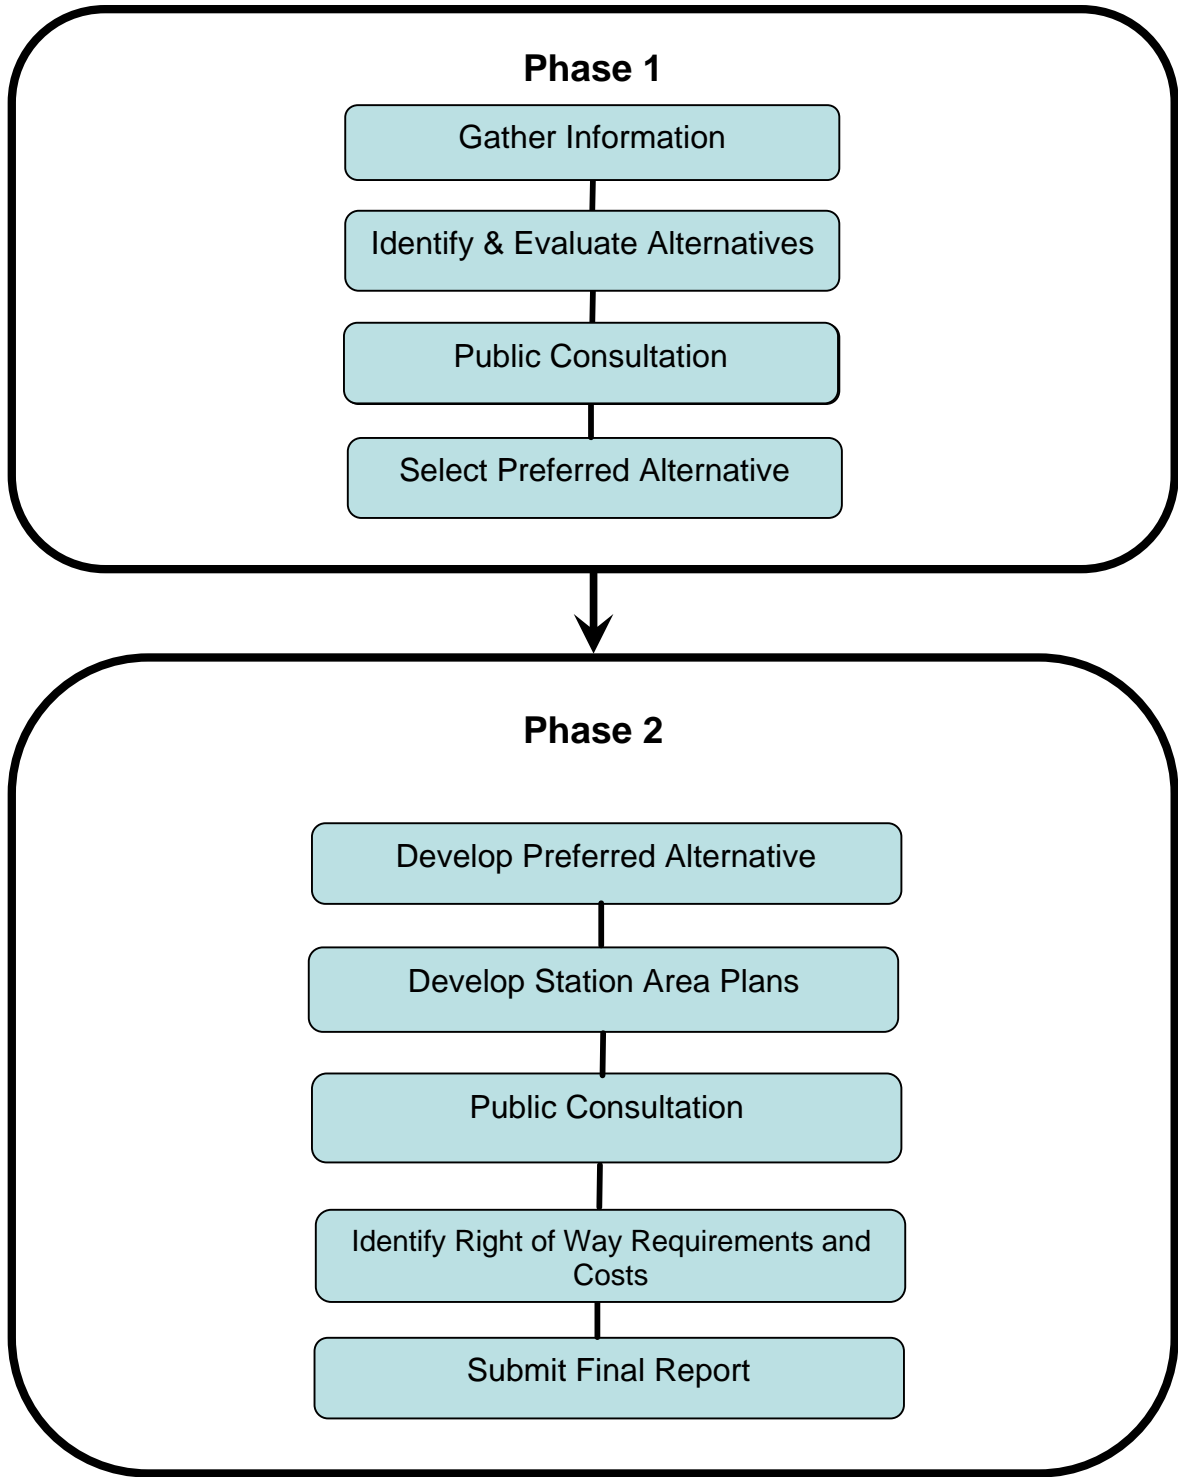 Phase 1
Gather Information
Identify & Evaluate Alternatives
Public Consultation
Select Preferred Alternative
Phase 2
Develop Preferred Alternative
Develop Station Area Plans
Public Consultation
Identify Right of Way Requirements and
Costs
Submit Final Report